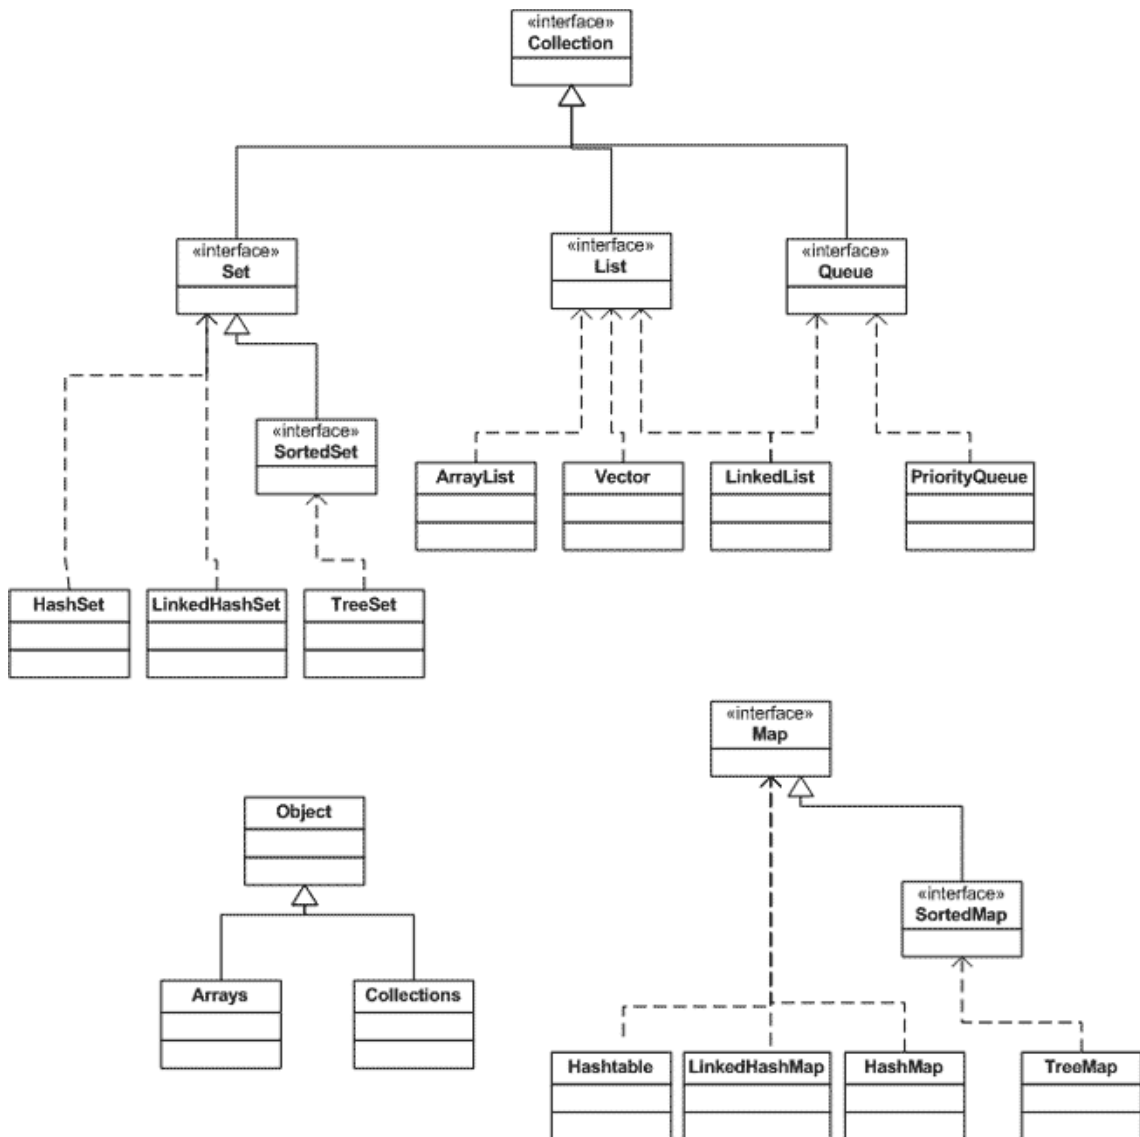 «interface»
Collection
«interface»
Set
«interface»
List
«interface»
Queue
«interface»
SortedSet
ArrayList
Vector
LinkedList
PriorityQueue
HashSet
LinkedHashSet
TreeSet
«interface»
Map
Object
«interface»
SortedMap
Arrays
Collections
Hashtable
LinkedHashMap
HashMap
TreeMap